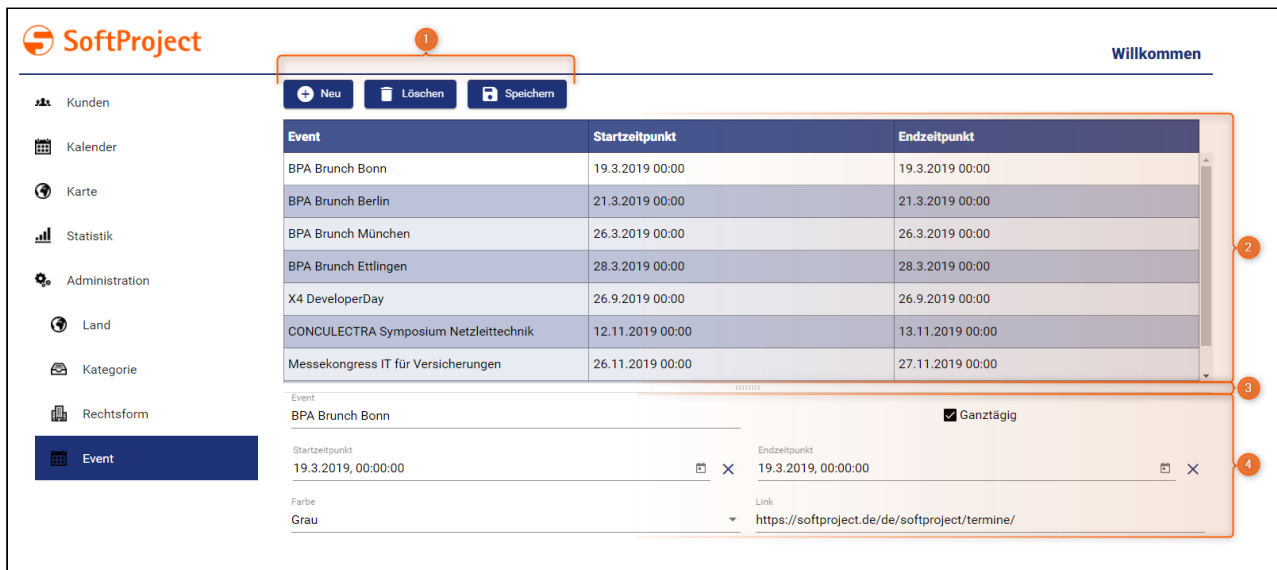 SoftProject
1
Willkommen
Neu Löschen Speichern
Kunden
Kalender
Karte
Statistik
Administration
Land
Kategorie
Rechtsform
Event
Event Startzeitpunkt Endzeitpunkt
BPA Brunch Bonn 19.3.2019 00:00 19.3.2019 00:00
BPA Brunch Berlin 21.3.2019 00:00 21.3.2019 00:00
BPA Brunch München 26.3.2019 00:00 26.3.2019 00:00
BPA Brunch Ettlingen 28.3.2019 00:00 28.3.2019 00:00
X4 DeveloperDay 26.9.2019 00:00 26.9.2019 00:00
CONCULECTRA Symposium Netzleittechnik 12.11.2019 00:00 13.11.2019 00:00
Messekongress IT für Versicherungen 26.11.2019 00:00 27.11.2019 00:00
2
3
Event
BPA Brunch Bonn Ganztägig
Startzeitpunkt Endzeitpunkt
19.3.2019, 00:00:00 19.3.2019, 00:00:00
4
Farbe Link
Grau https://softproject.de/de/softproject/termine/